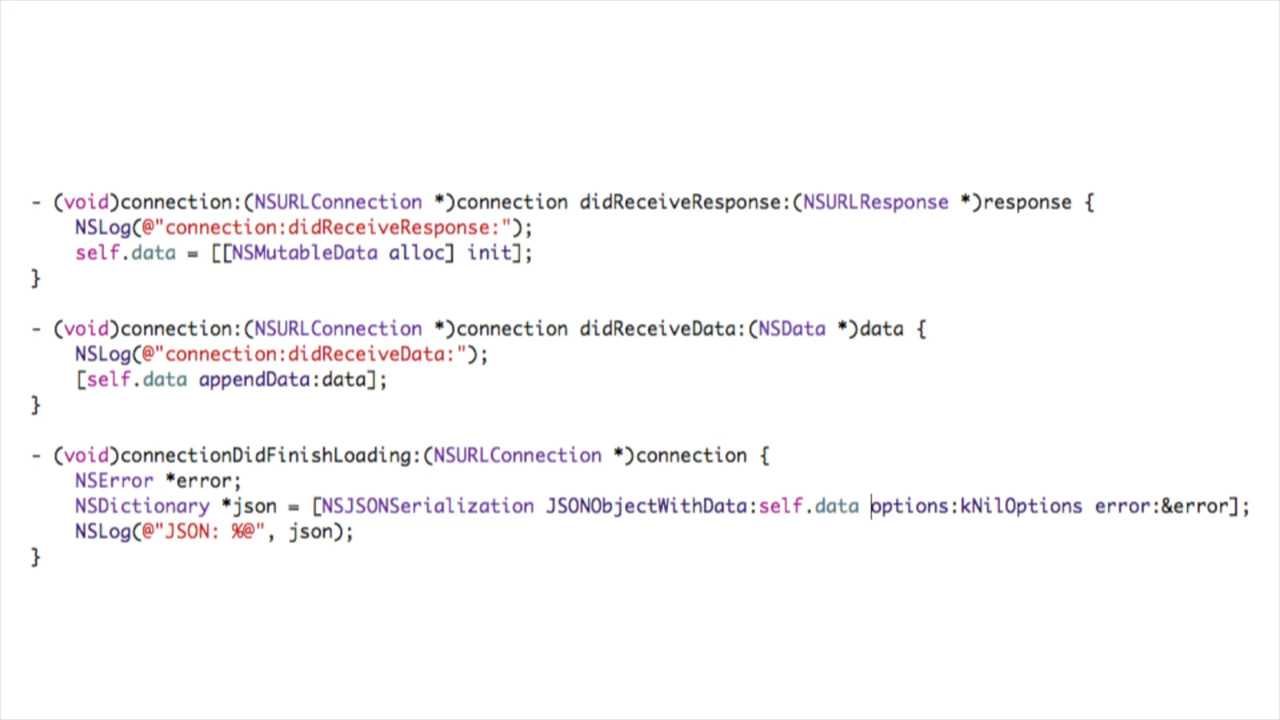 - (void)connection:(NSURLConnection *)connection didReceiveResponse:(NSURLResponse *)response {
    NSLog(@"connection:didReceiveResponse:");
    self.data = [[NSMutableData alloc] init];
}

- (void)connection:(NSURLConnection *)connection didReceiveData:(NSData *)data {
    NSLog(@"connection:didReceiveData:");
    [self.data appendData:data];
}

- (void)connectionDidFinishLoading:(NSURLConnection *)connection {
    NSError *error;
    NSDictionary *json = [NSJSONSerialization JSONObjectWithData:self.data options:kNilOptions error:&error];
    NSLog(@"JSON: %@", json);
}